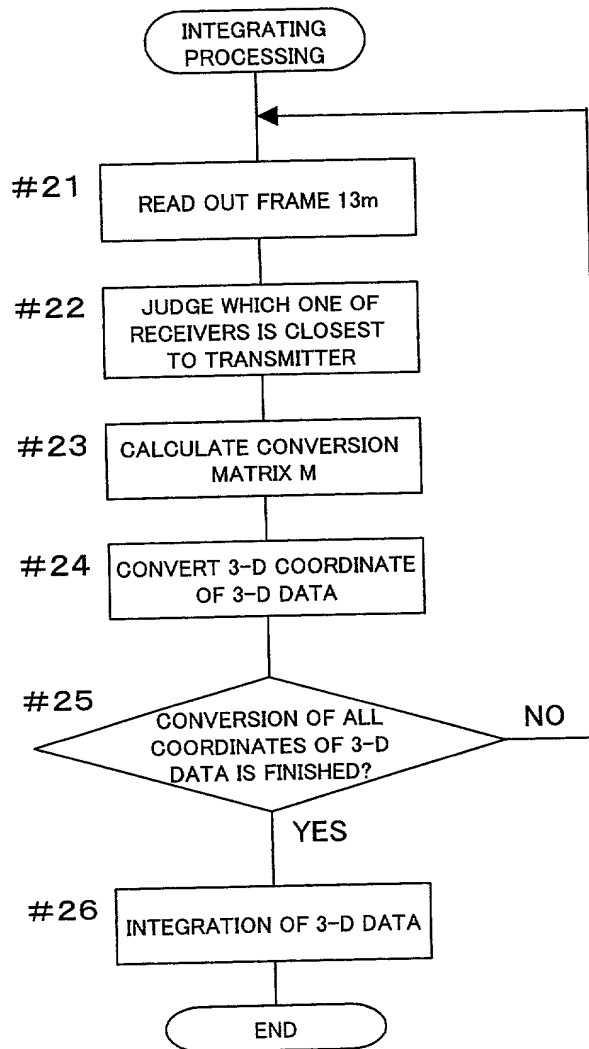 INTEGRATING
PROCESSING
#21
READ OUT FRAME 13m
#22
JUDGE WHICH ONE OF
RECEIVERS IS CLOSEST
TO TRANSMITTER
#23
CALCULATE CONVERSION
MATRIX M
#24
CONVERT 3-D COORDINATE
OF 3-D DATA
#25
CONVERSION OF ALL
COORDINATES OF 3-D
DATA IS FINISHED?
NO
YES
#26
INTEGRATION OF 3-D DATA
END